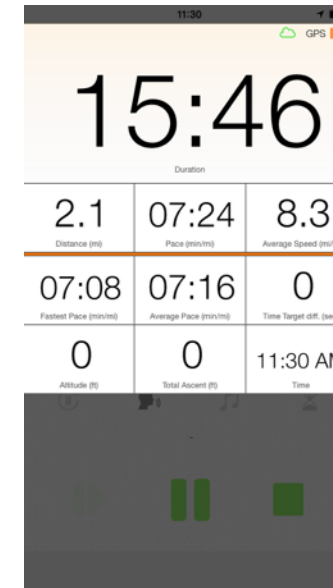 11:30
GPS
15:46
Duration
2.1 07:24 8.3
Distance (mi) Pace (min/mi) Average Speed (mi/
07:08 07:16 0
Fastest Pace (min/mi) Average Pace (min/mi) Time Target diff. (se
0 0 11:30 AM
Altitude (ft) Total Ascent (ft) Time